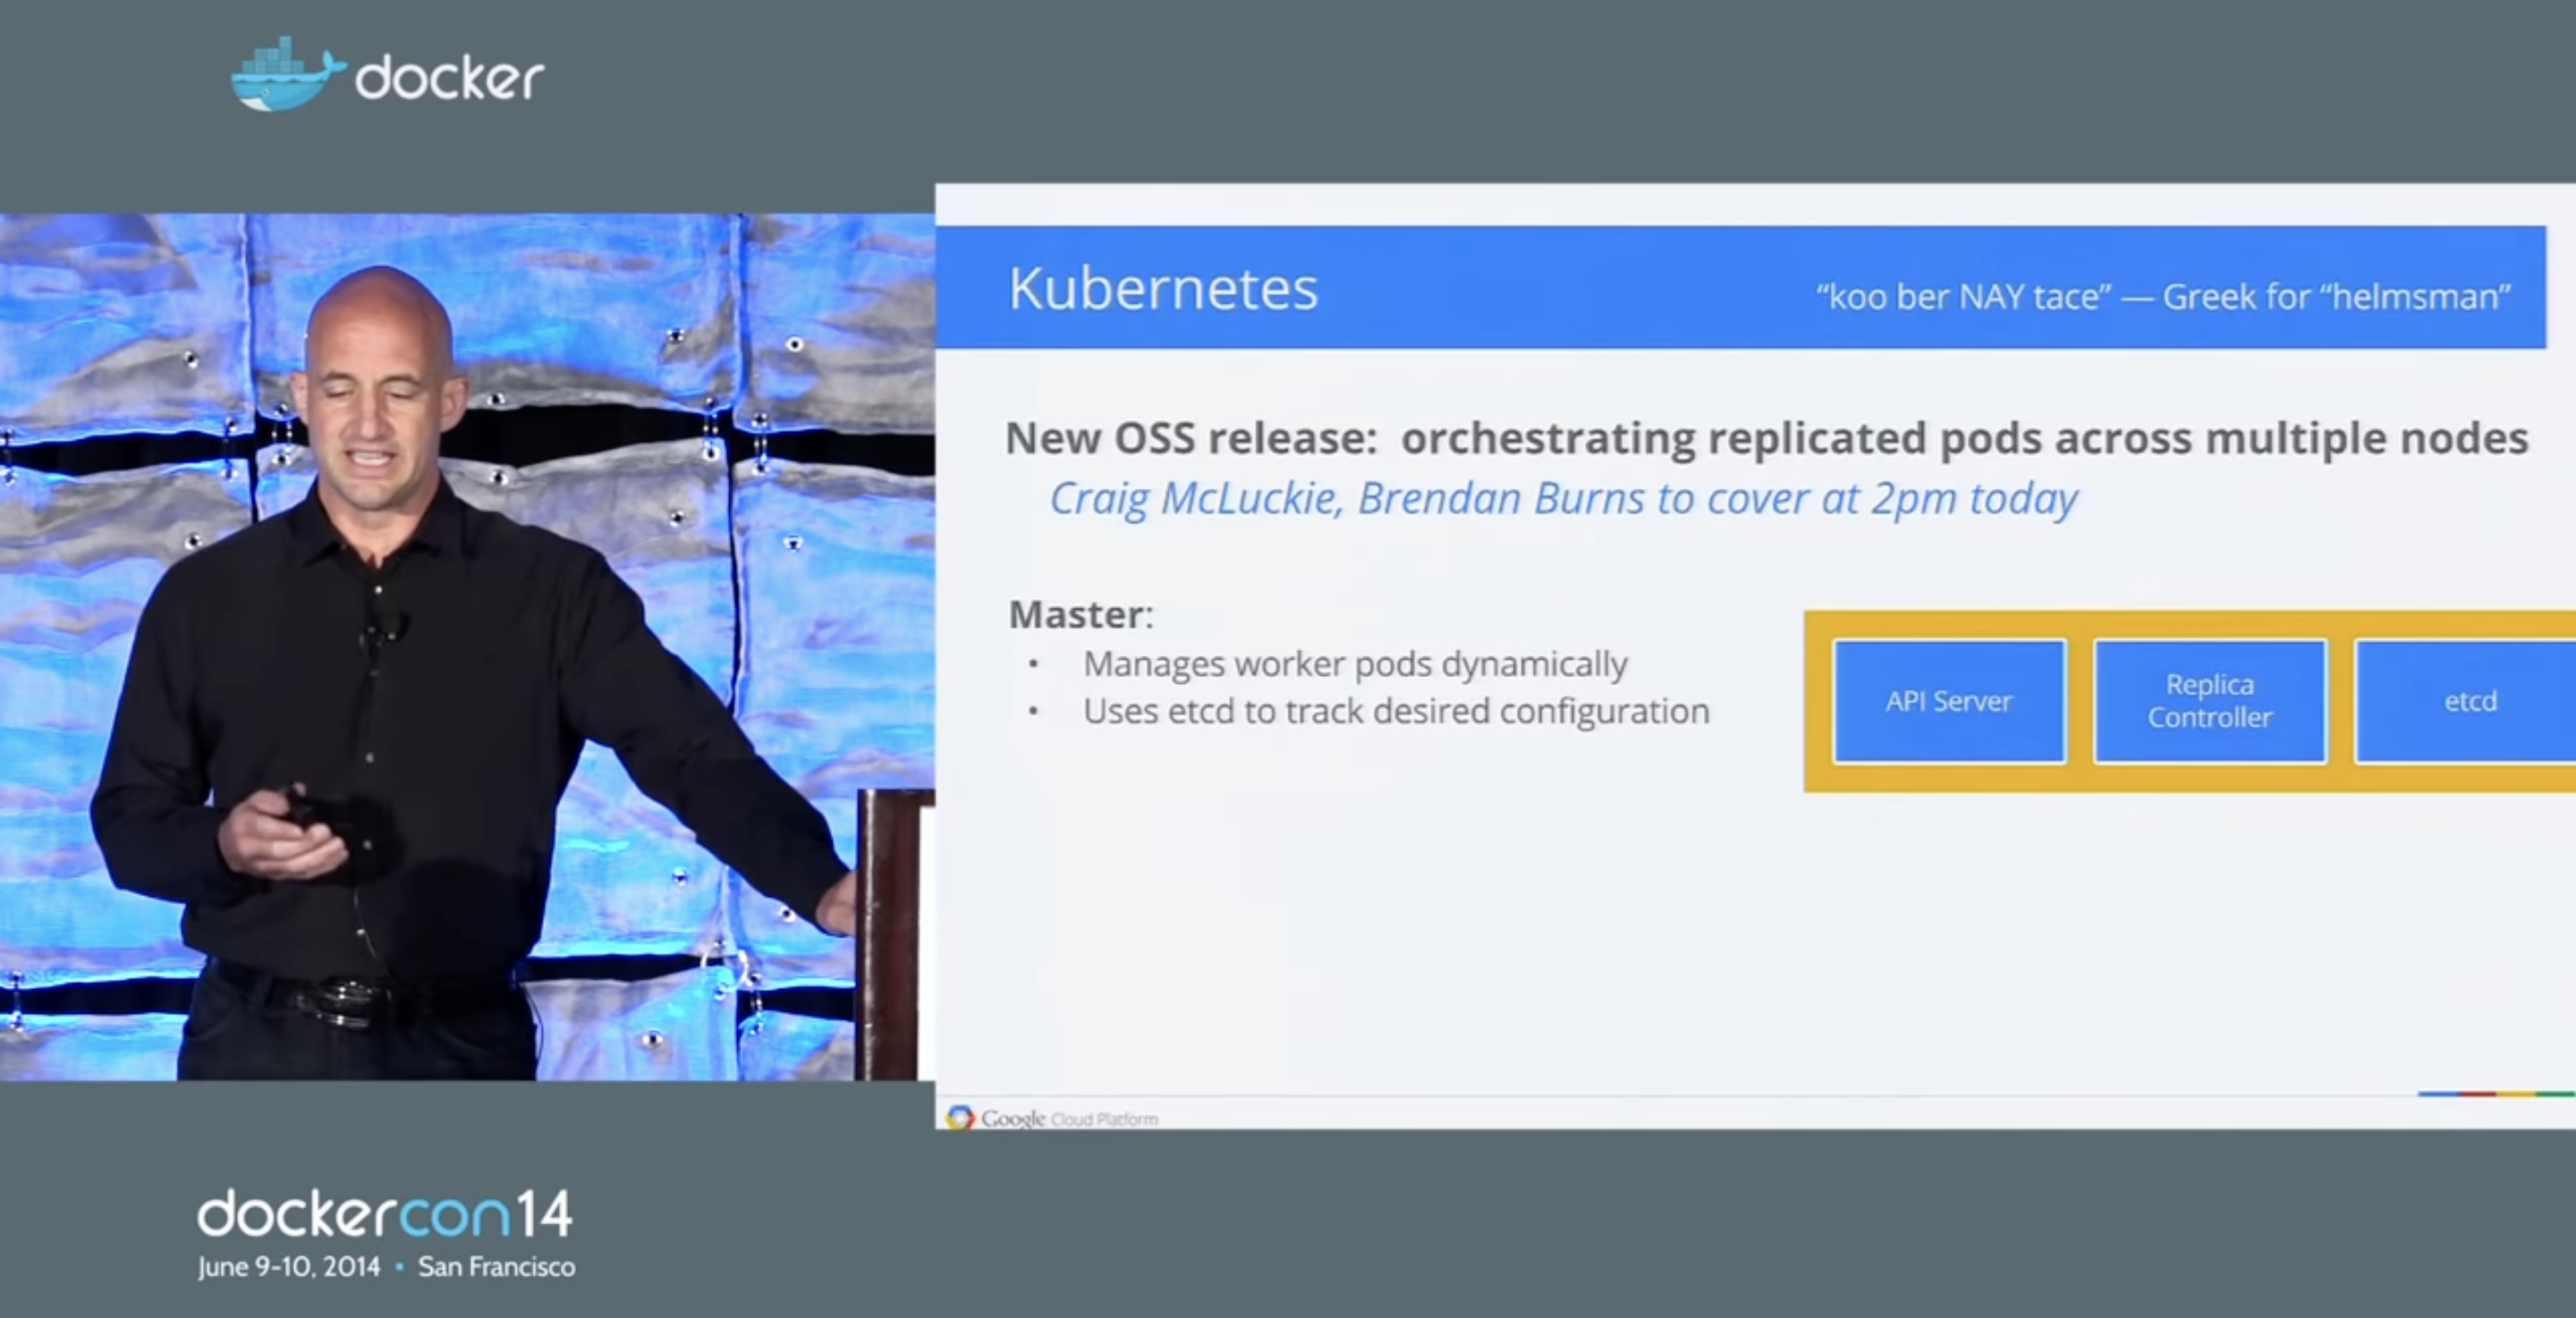 docker
Kubernetes
“koo ber NAY tace” — Greek for “helmsman”
New OSS release:  orchestrating replicated pods across multiple nodes
Craig McLuckie, Brendan Burns to cover at 2pm today
Master:
• Manages worker pods dynamically
• Uses etcd to track desired configuration
API Server
Replica
Controller
etcd
Google Cloud Platform
dockercon14
June 9-10, 2014 • San Francisco